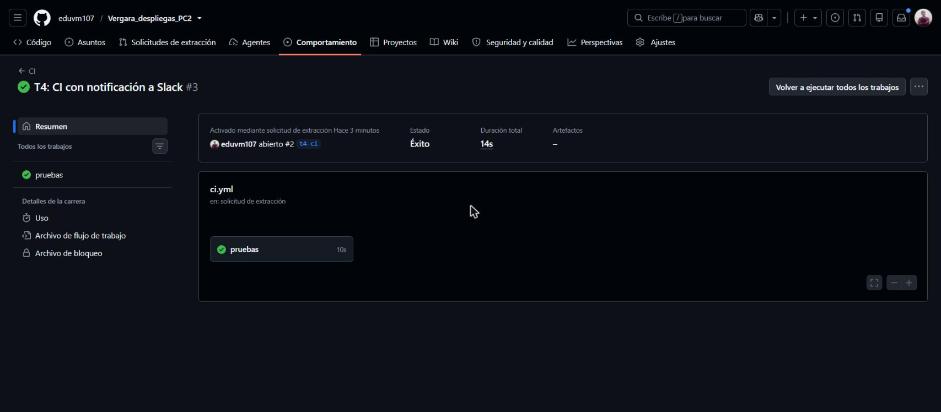 eduvm107 / Vergara_despliegas_PC2
Escribe / para buscar
Código Asuntos Solicitudes de extracción Agentes Comportamiento Proyectos Wiki Seguridad y calidad Perspectivas Ajustes
CI
T4: CI con notificación a Slack #3
Volver a ejecutar todos los trabajos
Resumen
Todos los trabajos
pruebas
Detalles de la carrera
Uso
Archivo de flujo de trabajo
Archivo de bloqueo
Activado mediante solicitud de extracción Hace 3 minutos
eduvm107 abierto #2 t4-ci
Estado
Éxito
Duración total
14s
Artefactos
–
ci.yml
en: solicitud de extracción
pruebas 10s